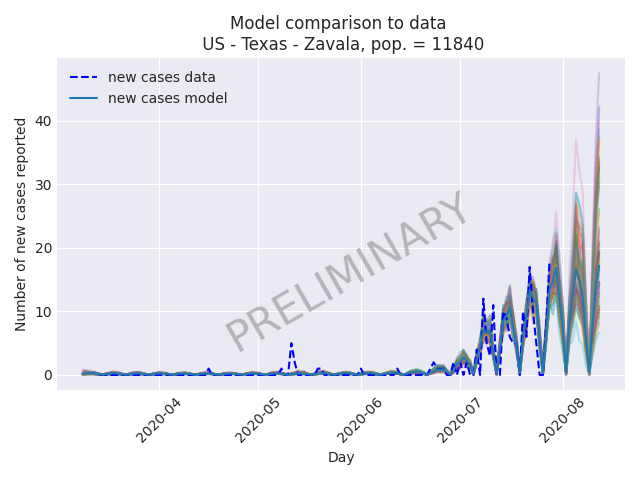 Model comparison to data
US - Texas - Zavala, pop. = 11840
new cases data
new cases model
Number of new cases reported
40
30
20
10
0
PRELIMINARY
2020-04
2020-05
2020-06
2020-07
2020-08
Day